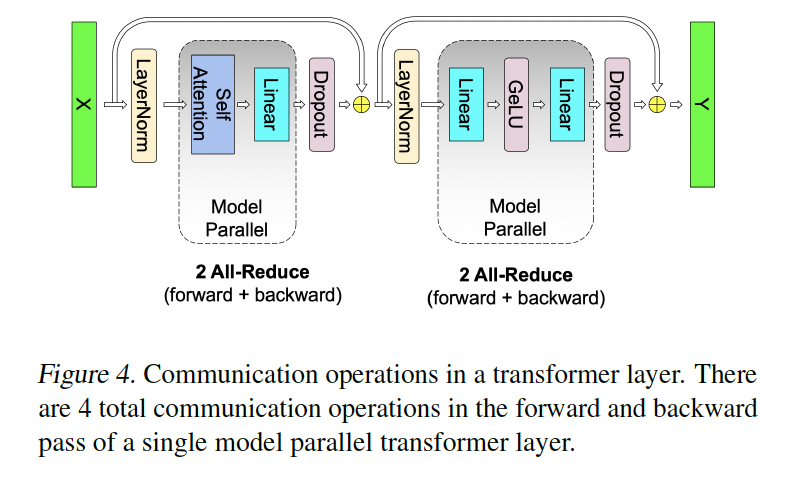 X
LayerNorm
Self
Attention
Linear
Dropout
Model
Parallel
2 All-Reduce
(forward + backward)
LayerNorm
Linear
GeLU
Linear
Dropout
Y
Model
Parallel
2 All-Reduce
(forward + backward)
Figure 4. Communication operations in a transformer layer. There
are 4 total communication operations in the forward and backward
pass of a single model parallel transformer layer.